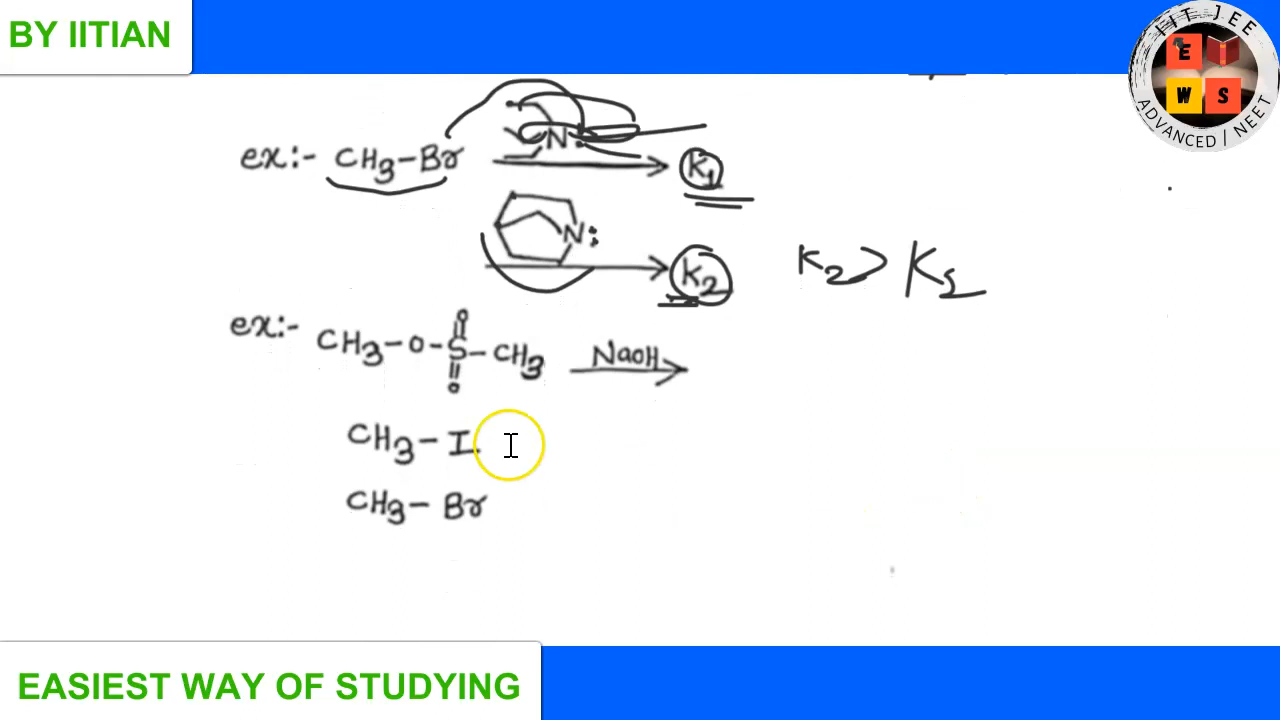 BY IITIAN
IIT JEE
E
W S
ADVANCED / NEET
ex:- CH3-Br N: K1
N: K2 K2 > K1
ex:- CH3-O-S-CH3 NaOH
O
O
CH3-I
CH3-Br
EASIEST WAY OF STUDYING